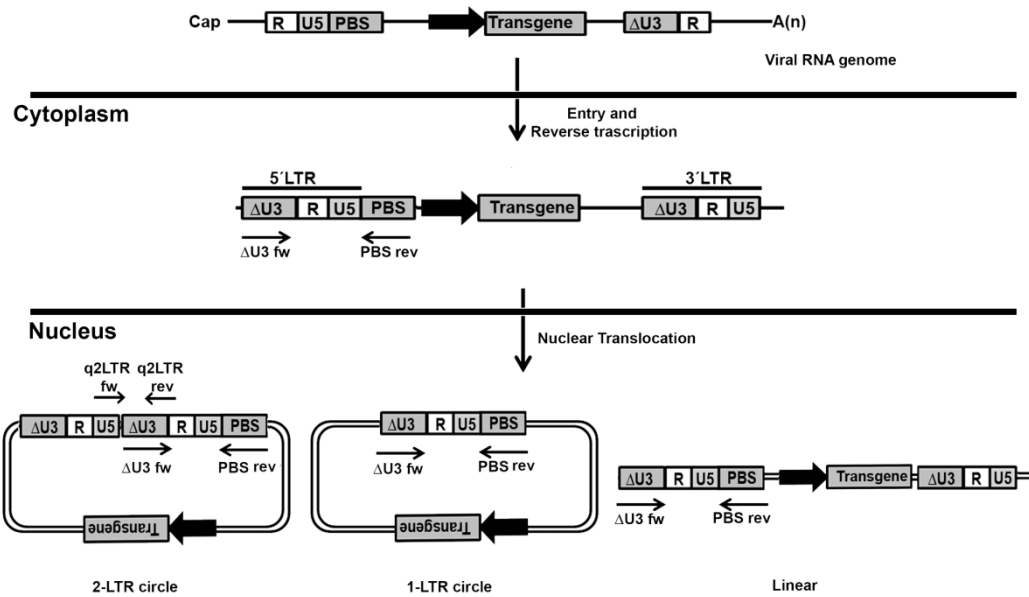 Cap R U5 PBS Transgene ΔU3 R A(n)
Viral RNA genome
Cytoplasm
Entry and
Reverse trascription
5´LTR 3´LTR
ΔU3 R U5 PBS Transgene ΔU3 R U5
ΔU3 fw PBS rev
Nucleus
Nuclear Translocation
q2LTR q2LTR
fw rev
ΔU3 R U5 ΔU3 R U5 PBS
ΔU3 fw PBS rev
Transgene
2-LTR circle
ΔU3 R U5 PBS
ΔU3 fw PBS rev
Transgene
1-LTR circle
ΔU3 R U5 PBS Transgene ΔU3 R U5
ΔU3 fw PBS rev
Linear